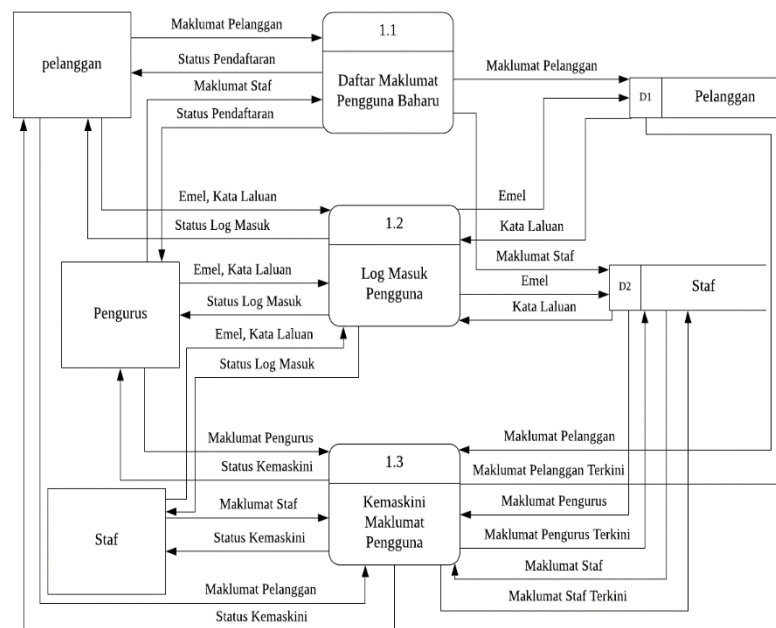 Maklumat Pelanggan
1.1
pelanggan
Status Pendaftaran
Daftar Maklumat
Pengguna Baharu
Maklumat Pelanggan
Maklumat Staf
D1
Pelanggan
Status Pendaftaran
Emel, Kata Laluan
Emel
Status Log Masuk
1.2
Kata Laluan
Maklumat Staf
Emel, Kata Laluan
Log Masuk
Pengguna
Emel
D2
Staf
Pengurus
Status Log Masuk
Kata Laluan
Emel, Kata Laluan
Status Log Masuk
Maklumat Pengurus
Maklumat Pelanggan
1.3
Status Kemaskini
Maklumat Pelanggan Terkini
Maklumat Staf
Kemaskini
Maklumat
Pengguna
Maklumat Pengurus
Staf
Status Kemaskini
Maklumat Pengurus Terkini
Maklumat Staf
Maklumat Pelanggan
Maklumat Staf Terkini
Status Kemaskini